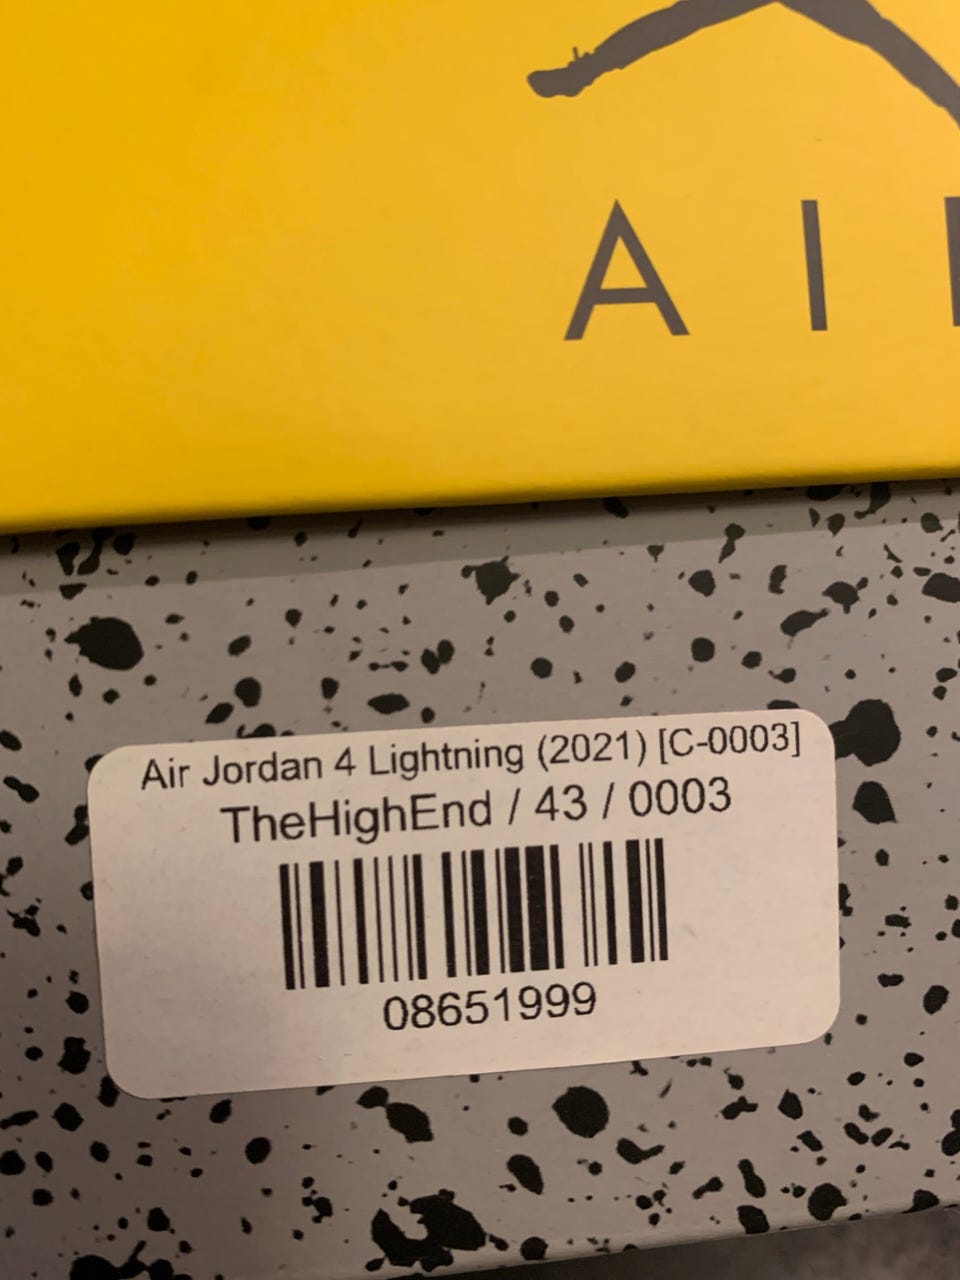 AI
Air Jordan 4 Lightning (2021) [C-0003]
TheHighEnd / 43 / 0003
08651999